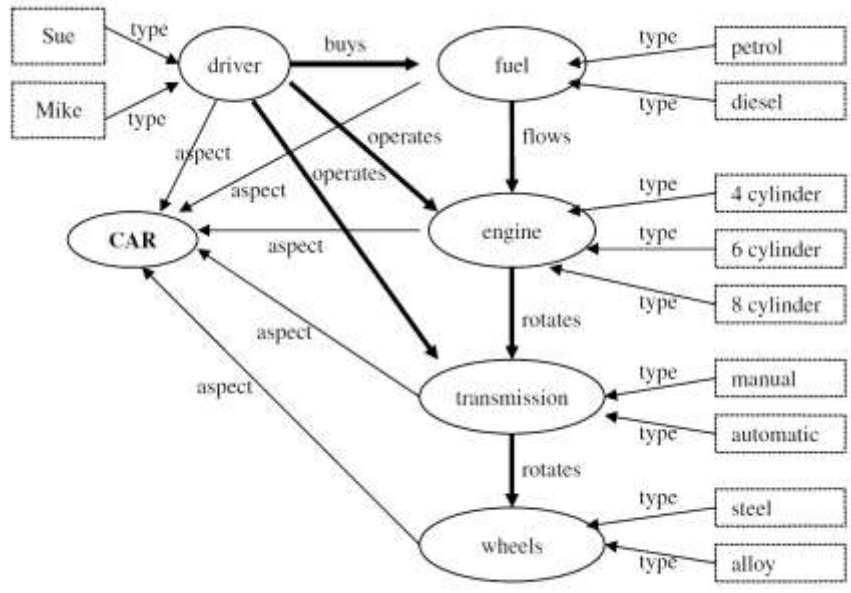 Sue
type
driver
buys
fuel
type
petrol
Mike
type
type
diesel
aspect
operates
flows
operates
aspect
type
4 cylinder
CAR
aspect
engine
type
6 cylinder
type
8 cylinder
rotates
aspect
type
manual
aspect
transmission
type
automatic
rotates
type
steel
wheels
type
alloy